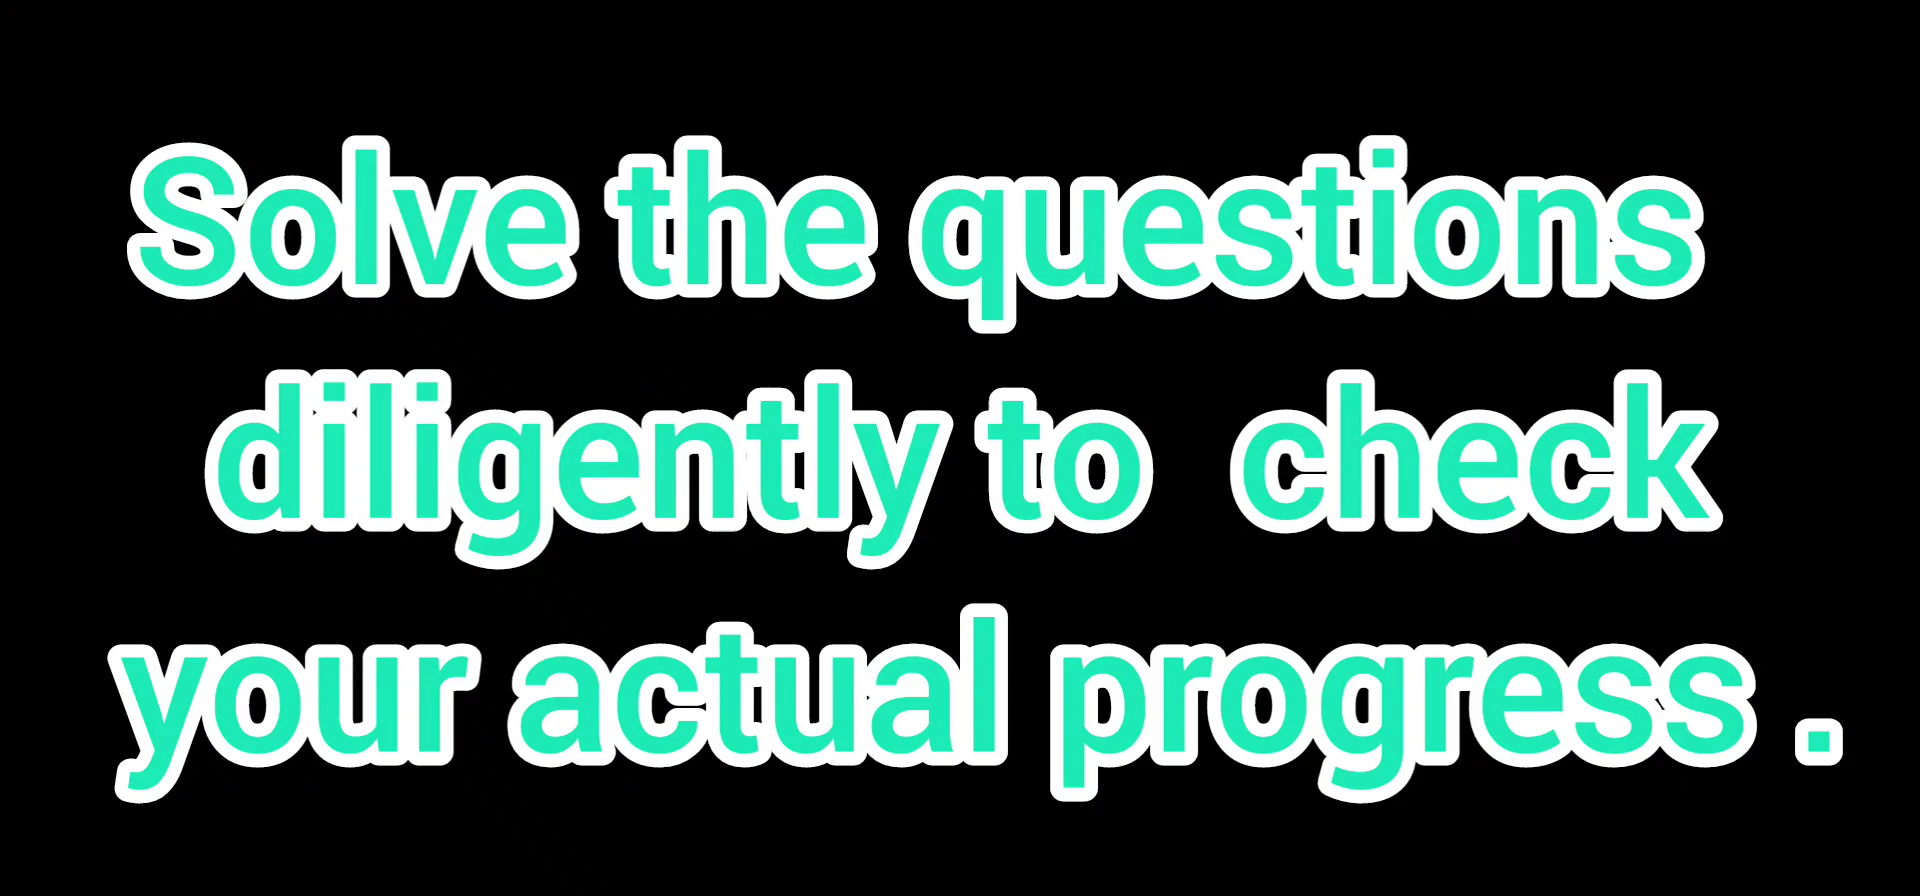 Solve the questions
diligently to  check
your actual progress .